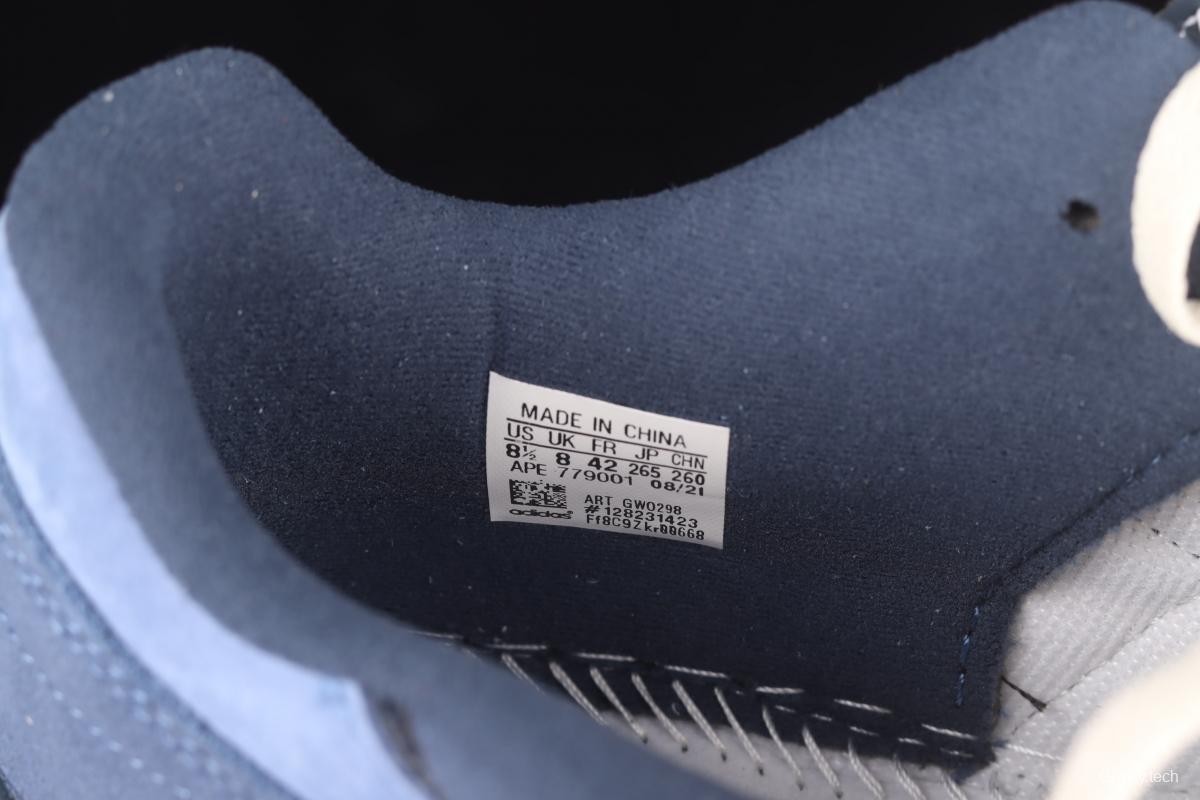 MADE IN CHINA
US UK FR JP CHN
8½ 8 42 265 260
APE 779001 08/21
ART GW0298
#128231423
Ff8C9Zkr00668
adidas